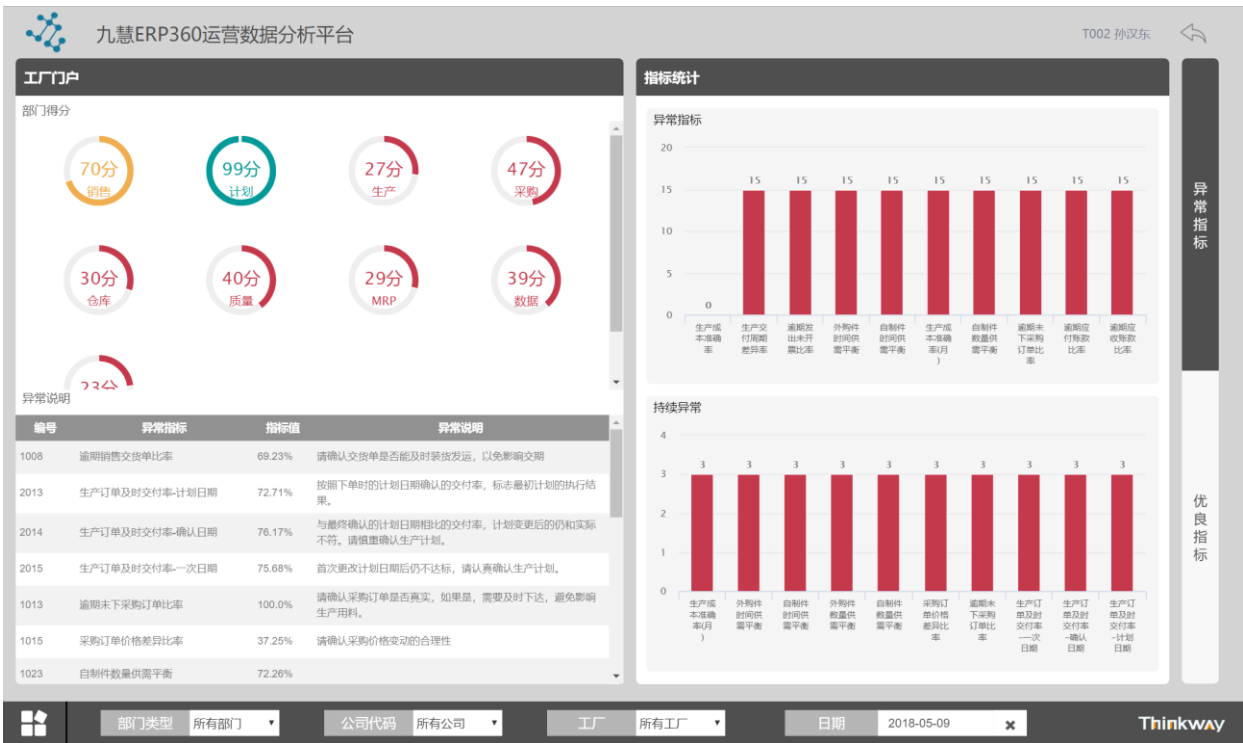 九慧ERP360运营数据分析平台
T002 孙汉东
工厂门户
部门得分
70分
销售
99分
计划
27分
生产
47分
采购
30分
仓库
40分
质量
29分
MRP
39分
数据
23分
异常说明
编号 异常指标 指标值 异常说明
1008 逾期销售交货单比率 69.23% 请确认交货单是否能及时装货发运，以免影响交期
2013 生产订单及时交付率-计划日期 72.71% 按照下单时的计划日期确认的交付率，标志最初计划的执行结
果。
2014 生产订单及时交付率-确认日期 76.17% 与最终确认的计划日期相比的交付率，计划变更后的仍和实际
不符。请慎重确认生产计划。
2015 生产订单及时交付率-一次日期 75.68% 首次更改计划日期后仍不达标，请认真确认生产计划。
1013 逾期未下采购订单比率 100.0% 请确认采购订单是否真实，如果是，需要及时下达，避免影响
生产用料。
1015 采购订单价格差异比率 37.25% 请确认采购价格变动的合理性
1023 自制件数量供需平衡 72.26%
指标统计
异常指标
20
15
10
5
0
0 15 15 15 15 15 15 15 15 15
生产成
本准确
率
生产交
付周期
差异率
逾期发
出未开
票比率
外购件
时间供
需平衡
自制件
时间供
需平衡
生产成
本准确
率(月
)
自制件
数量供
需平衡
逾期未
下采购
订单比
率
逾期应
付账款
比率
逾期应
收账款
比率
持续异常
4
3
2
1
0
3 3 3 3 3 3 3 3 3 3
生产成
本准确
率(月
)
外购件
时间供
需平衡
自制件
时间供
需平衡
外购件
数量供
需平衡
自制件
数量供
需平衡
采购订
单价格
差异比
率
逾期未
下采购
订单比
率
生产订
单及时
交付率
-一次
日期
生产订
单及时
交付率
-确认
日期
生产订
单及时
交付率
-计划
日期
异常指标
优良指标
部门类型 所有部门 公司代码 所有公司 工厂 所有工厂 日期 2018-05-09
Thinkway